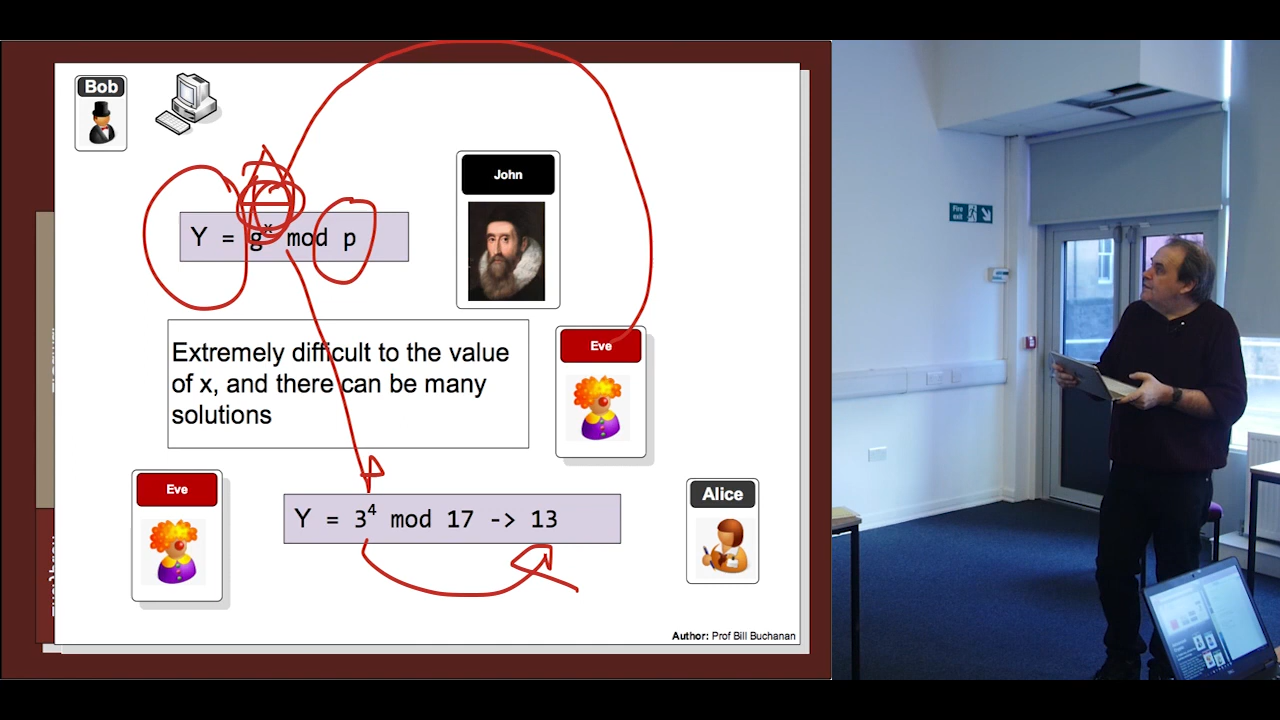 Bob
John
Y = gˣ mod p
Extremely difficult to the value
of x, and there can be many
solutions
Eve
Eve
Y = 3⁴ mod 17 -> 13
Alice
Author: Prof Bill Buchanan
Fire
exit